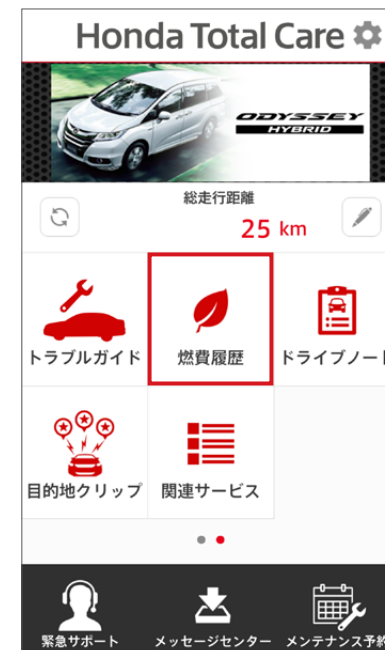 Honda Total Care
ODYSSEY
HYBRID
総走行距離
25 km
トラブルガイド
燃費履歴
ドライブノート
目的地クリップ
関連サービス
緊急サポート
メッセージセンター
メンテナンス予約